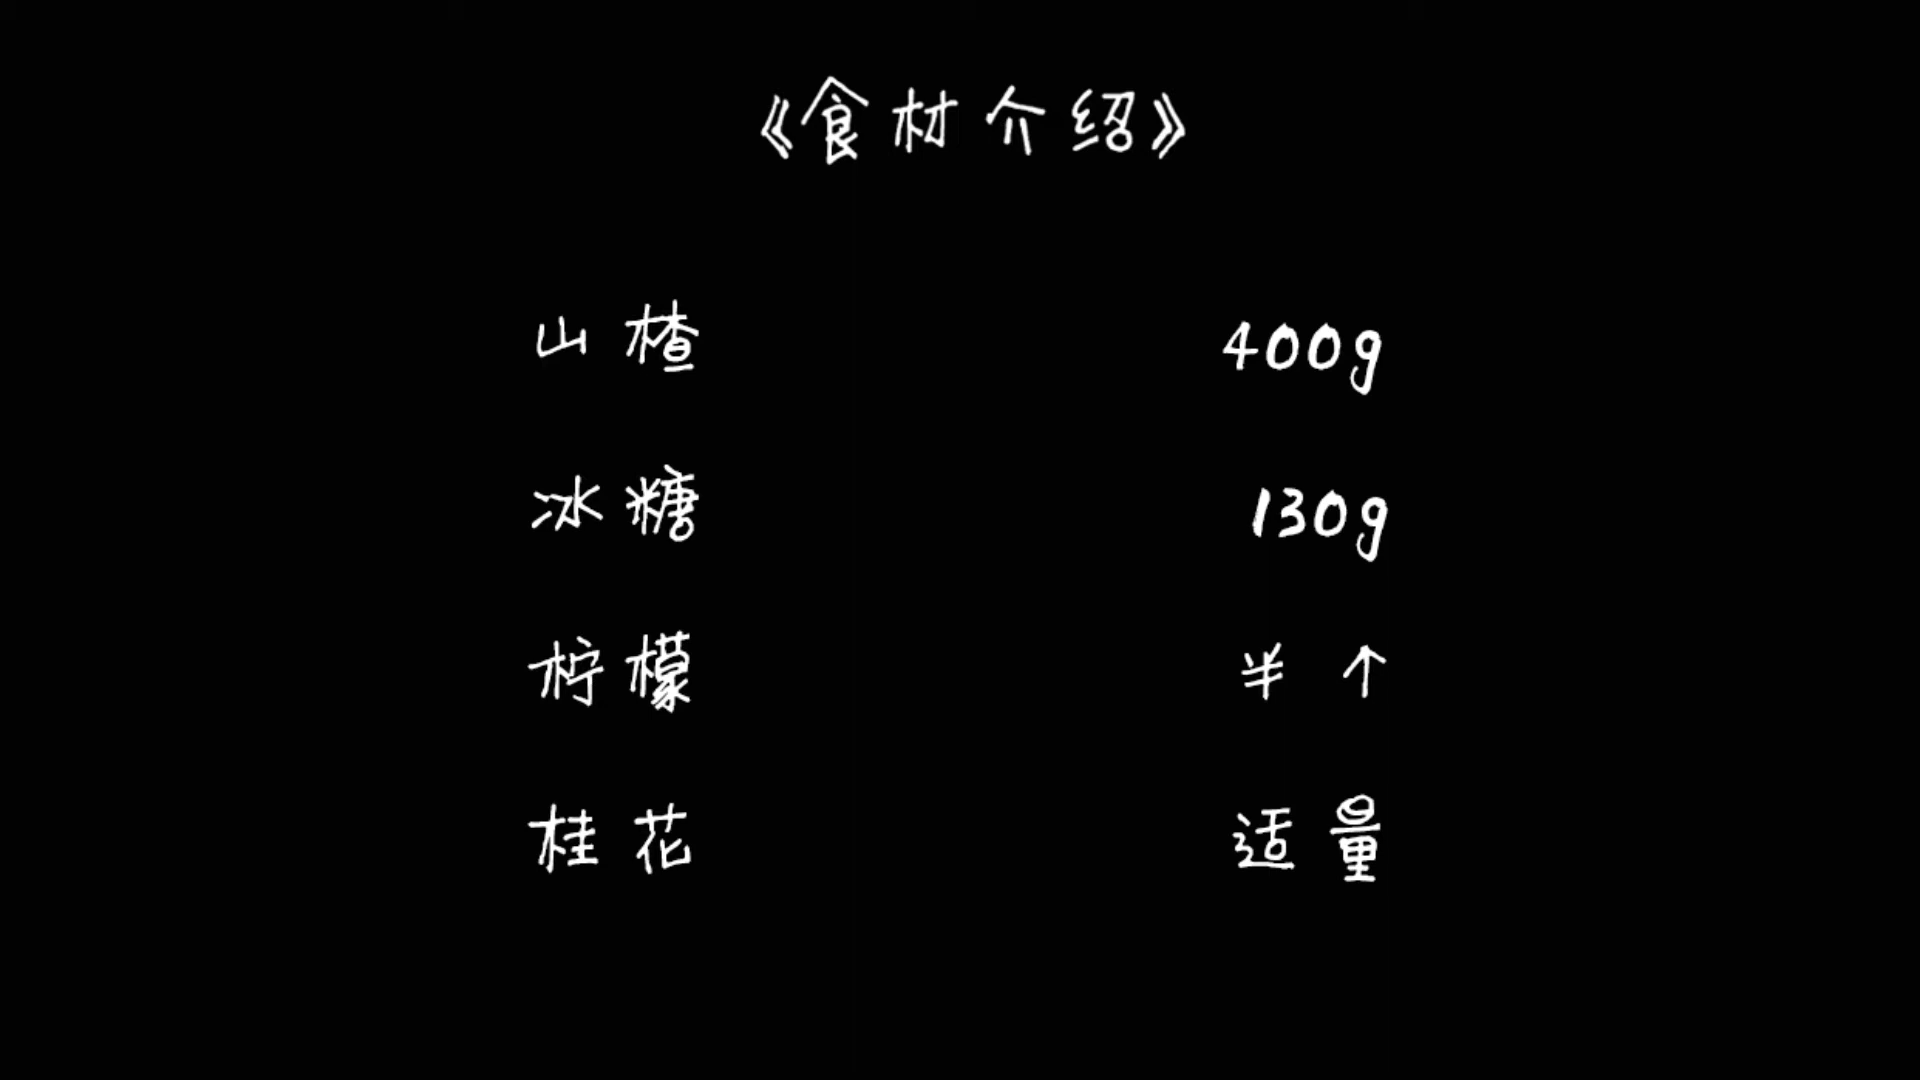 《食材介绍》
山楂 400g
冰糖 130g
柠檬 半个
桂花 适量